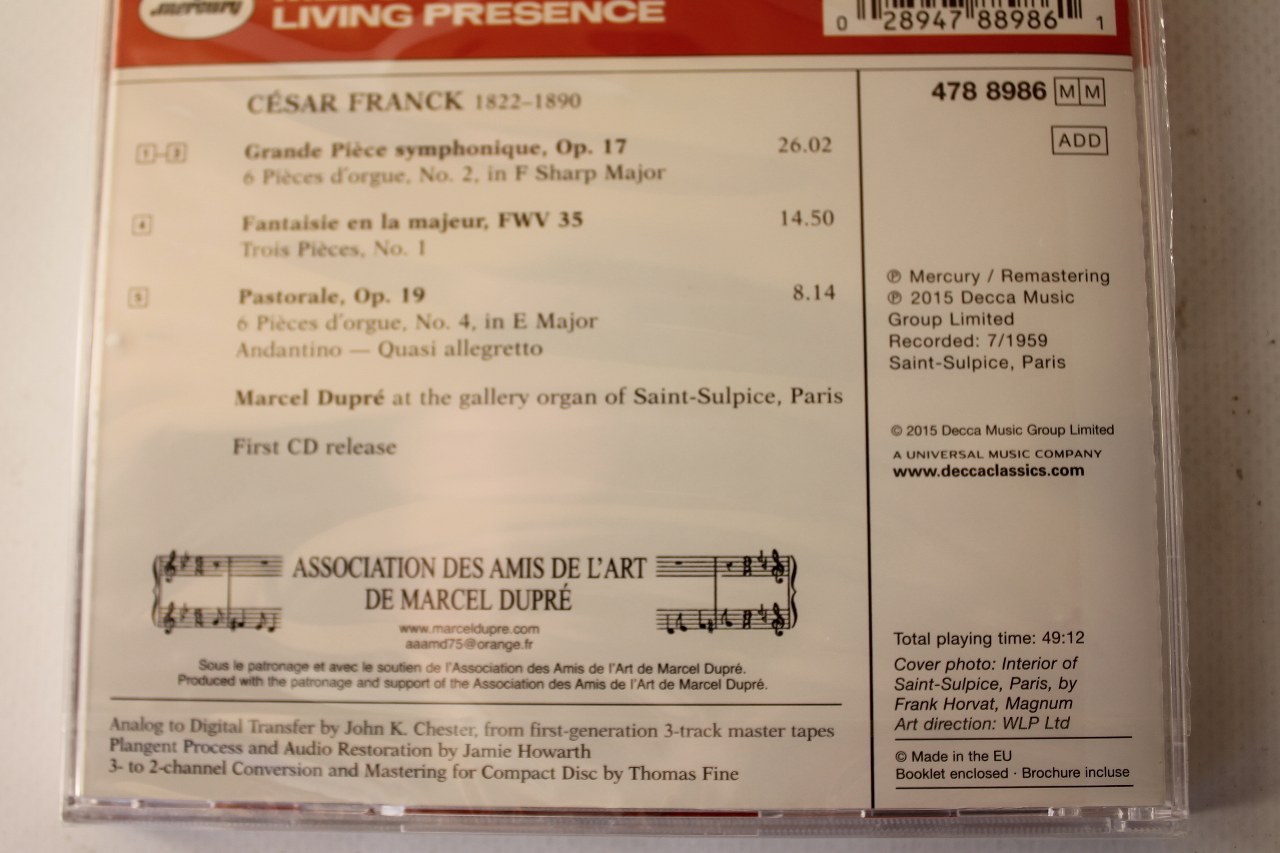 mercury
LIVING PRESENCE
0 28947 88986 1
CÉSAR FRANCK 1822–1890
1–3 Grande Pièce symphonique, Op. 17 26.02
6 Pièces d'orgue, No. 2, in F Sharp Major
4 Fantaisie en la majeur, FWV 35 14.50
Trois Pièces, No. 1
5 Pastorale, Op. 19 8.14
6 Pièces d'orgue, No. 4, in E Major
Andantino — Quasi allegretto
Marcel Dupré at the gallery organ of Saint-Sulpice, Paris
First CD release
ASSOCIATION DES AMIS DE L'ART
DE MARCEL DUPRÉ
www.marceldupre.com
aaamd75@orange.fr
Sous le patronage et avec le soutien de l'Association des Amis de l'Art de Marcel Dupré.
Produced with the patronage and support of the Association des Amis de l'Art de Marcel Dupré.
Analog to Digital Transfer by John K. Chester, from first-generation 3-track master tapes
Plangent Process and Audio Restoration by Jamie Howarth
3- to 2-channel Conversion and Mastering for Compact Disc by Thomas Fine
478 8986 M M
ADD
℗ Mercury / Remastering
℗ 2015 Decca Music
Group Limited
Recorded: 7/1959
Saint-Sulpice, Paris
© 2015 Decca Music Group Limited
A UNIVERSAL MUSIC COMPANY
www.deccaclassics.com
Total playing time: 49:12
Cover photo: Interior of
Saint-Sulpice, Paris, by
Frank Horvat, Magnum
Art direction: WLP Ltd
© Made in the EU
Booklet enclosed · Brochure incluse